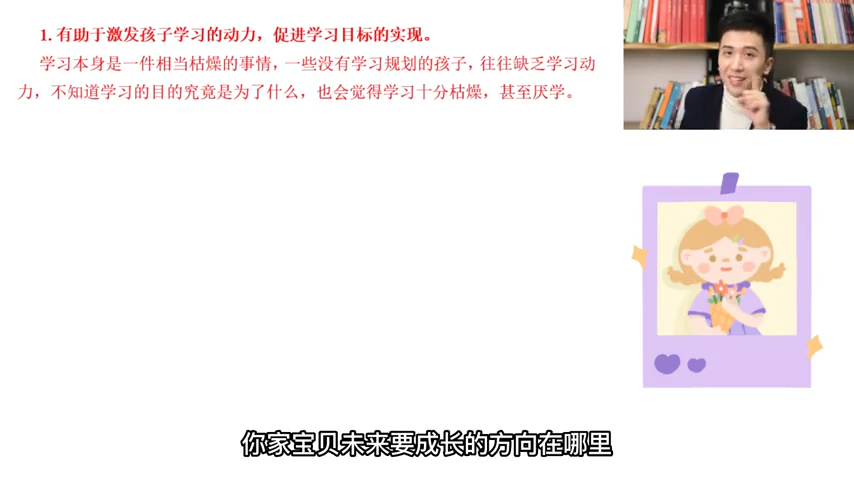 1. 有助于激发孩子学习的动力，促进学习目标的实现。
学习本身是一件相当枯燥的事情，一些没有学习规划的孩子，往往缺乏学习动
力，不知道学习的目的究竟是为了什么，也会觉得学习十分枯燥，甚至厌学。
你家宝贝未来要成长的方向在哪里